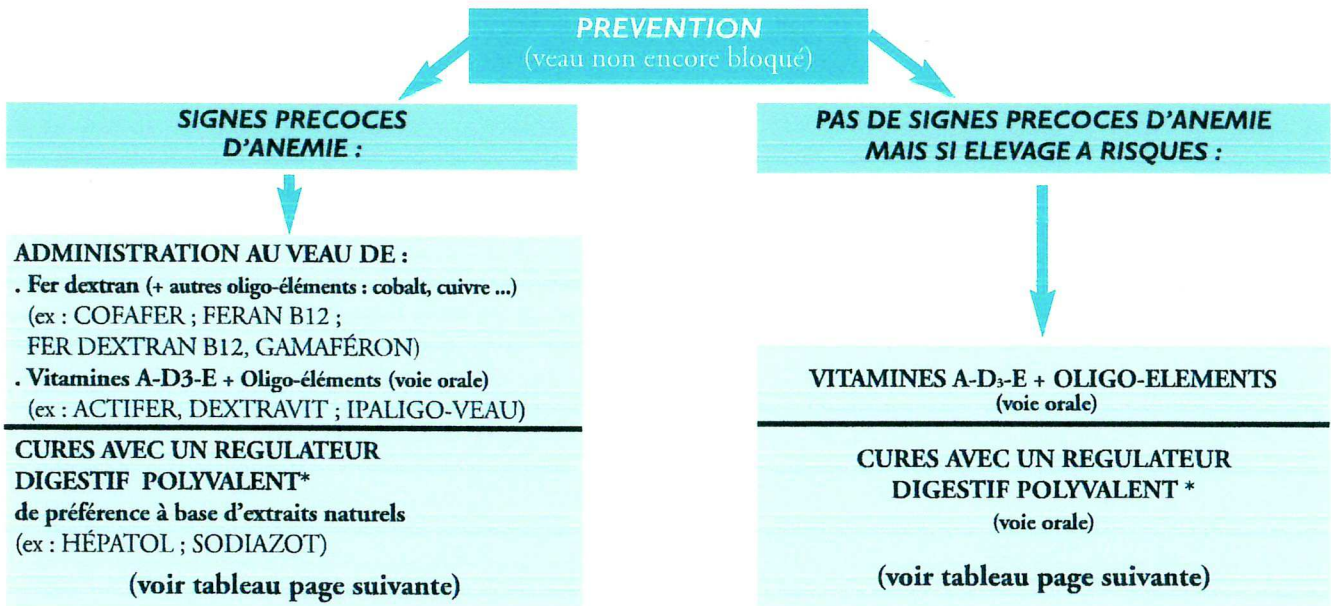 PREVENTION
(veau non encore bloqué)
SIGNES PRECOCES
D'ANEMIE :
ADMINISTRATION AU VEAU DE :
. Fer dextran (+ autres oligo-éléments : cobalt, cuivre ...)
(ex : COFAFER ; FERAN B12 ;
FER DEXTRAN B12, GAMAFÉRON)
. Vitamines A-D3-E + Oligo-éléments (voie orale)
(ex : ACTIFER, DEXTRAVIT ; IPALIGO-VEAU)
CURES AVEC UN REGULATEUR
DIGESTIF POLYVALENT*
de préférence à base d'extraits naturels
(ex : HÉPATOL ; SODIAZOT)
(voir tableau page suivante)
PAS DE SIGNES PRECOCES D'ANEMIE
MAIS SI ELEVAGE A RISQUES :
VITAMINES A-D₃-E + OLIGO-ELEMENTS
(voie orale)
CURES AVEC UN REGULATEUR
DIGESTIF POLYVALENT *
(voie orale)
(voir tableau page suivante)